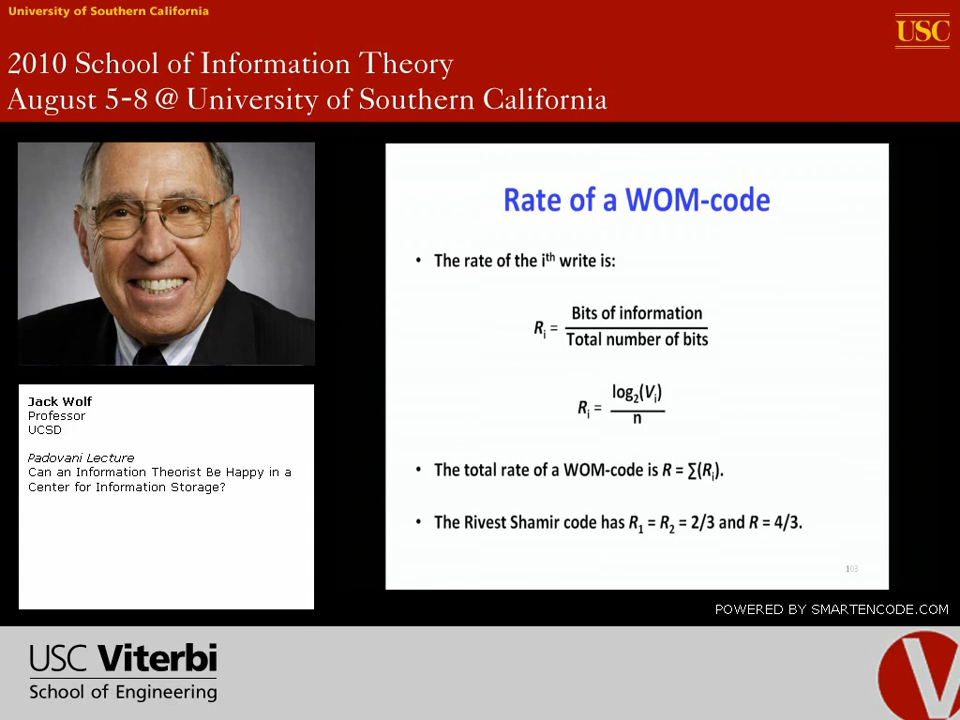 University of Southern California
USC
2010 School of Information Theory
August 5-8 @ University of Southern California
Jack Wolf
Professor
UCSD
Padovani Lecture
Can an Information Theorist Be Happy in a
Center for Information Storage?
Rate of a WOM-code
• The rate of the ith write is:
Ri = Bits of information
Total number of bits
Ri = log2(Vi)
n
• The total rate of a WOM-code is R = ∑(Ri).
• The Rivest Shamir code has R1 = R2 = 2/3 and R = 4/3.
103
POWERED BY SMARTENCODE.COM
USC Viterbi
School of Engineering
V